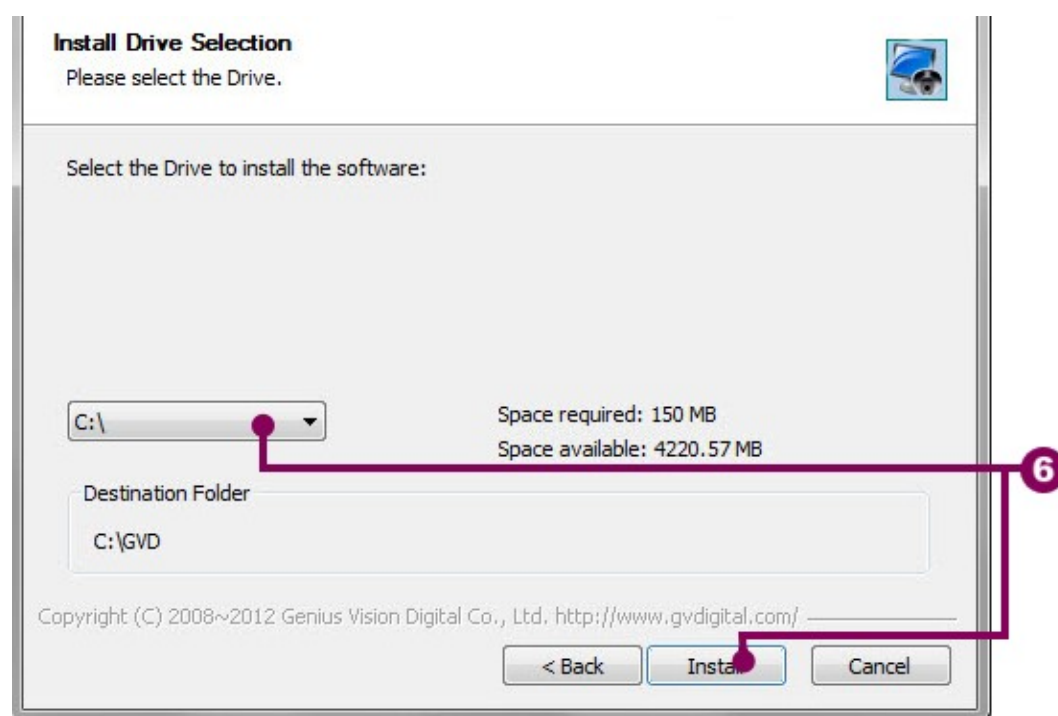 Install Drive Selection
Please select the Drive.
Select the Drive to install the software:
C:\
Space required: 150 MB
Space available: 4220.57 MB
6
Destination Folder
C:\GVD
Copyright (C) 2008~2012 Genius Vision Digital Co., Ltd. http://www.gvdigital.com/
< Back Install Cancel